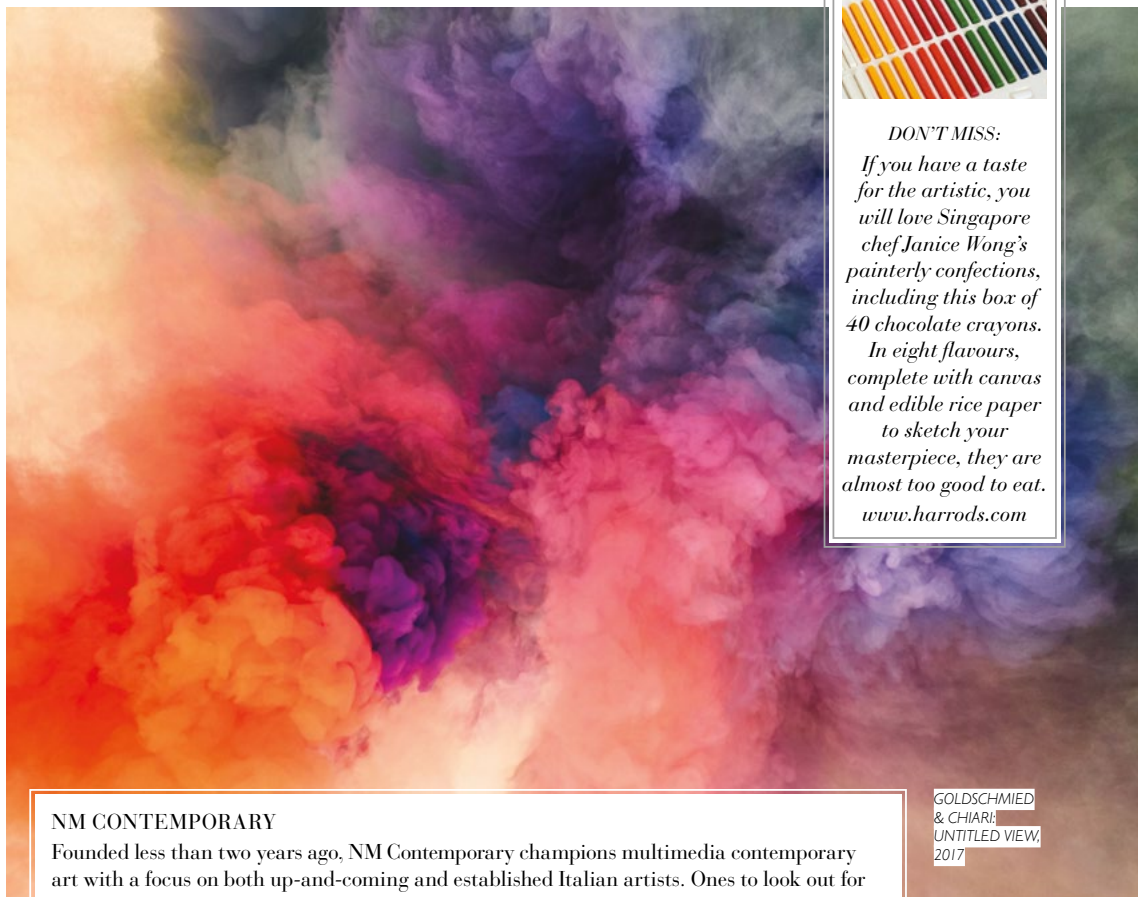 DON'T MISS:
If you have a taste
for the artistic, you
will love Singapore
chef Janice Wong's
painterly confections,
including this box of
40 chocolate crayons.
In eight flavours,
complete with canvas
and edible rice paper
to sketch your
masterpiece, they are
almost too good to eat.
www.harrods.com
NM CONTEMPORARY
Founded less than two years ago, NM Contemporary champions multimedia contemporary
art with a focus on both up-and-coming and established Italian artists. Ones to look out for
GOLDSCHMIED
& CHIARI:
UNTITLED VIEW,
2017